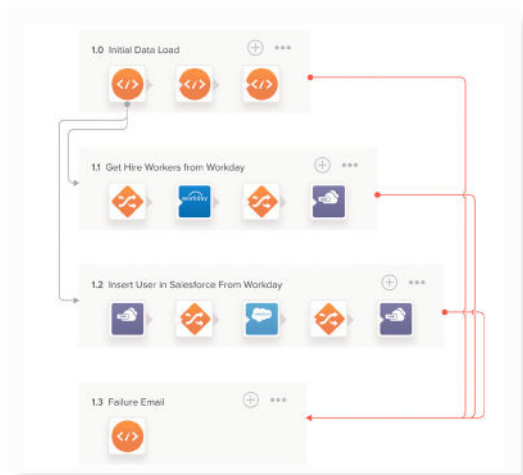 1.0 Initial Data Load
1.1 Get Hire Workers from Workday
workday
1.2 Insert User in Salesforce From Workday
1.3 Failure Email